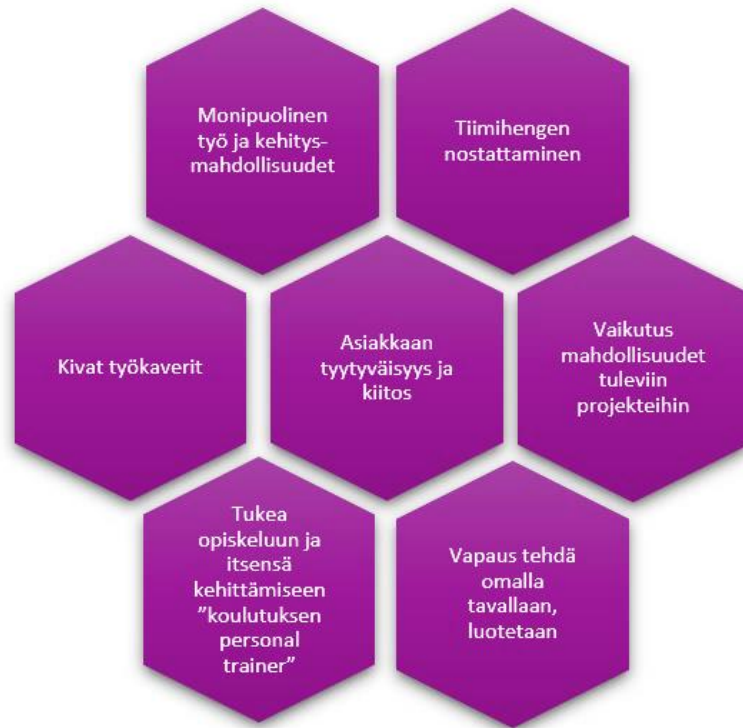 Monipuolinen
työ ja kehitys-
mahdollisuudet
Tiimihengen
nostattaminen
Kivat työkaverit
Asiakkaan
tyytyväisyys ja
kiitos
Vaikutus
mahdollisuudet
tuleviin
projekteihin
Tukea
opiskeluun ja
itsensä
kehittämiseen
”koulutuksen
personal
trainer”
Vapaus tehdä
omalla
tavallaan,
luotetaan